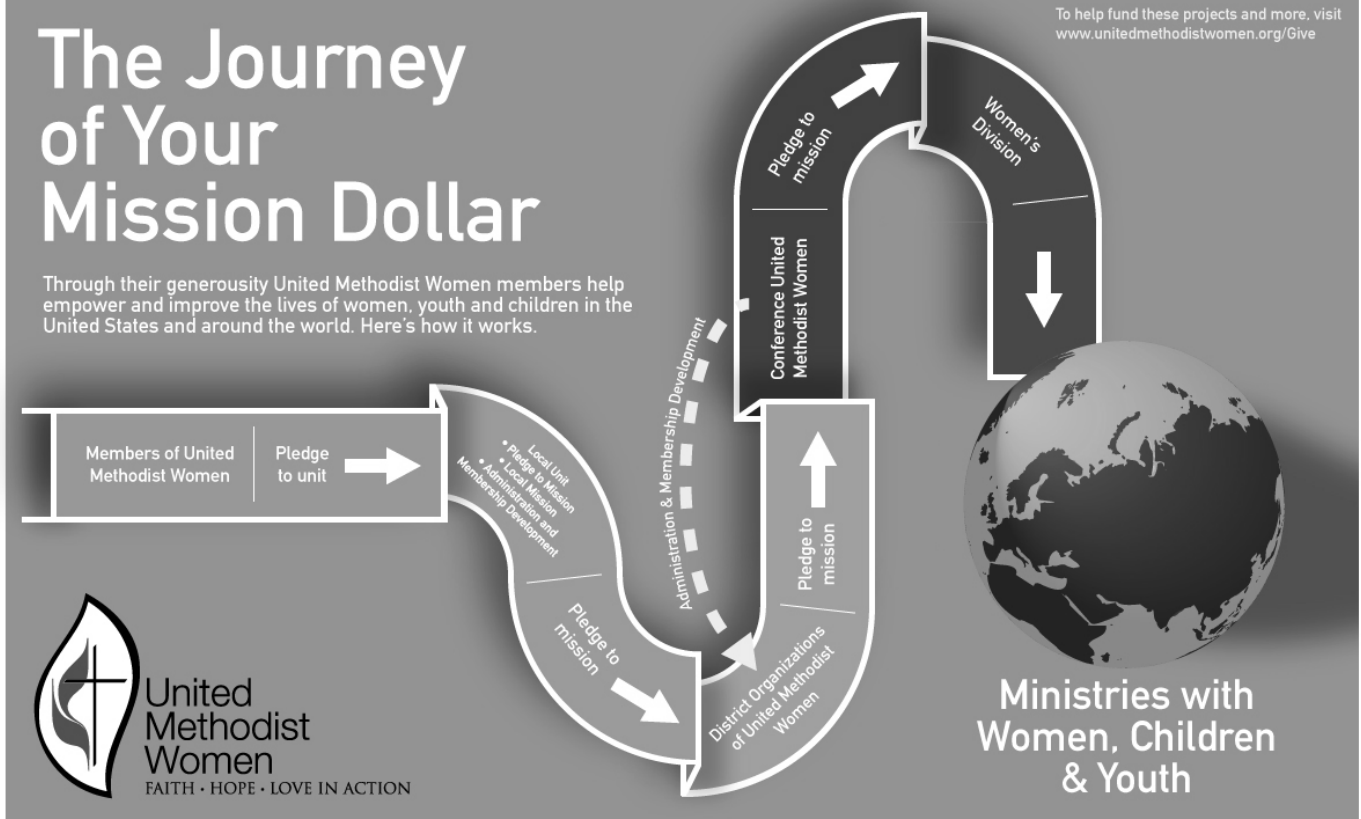 To help fund these projects and more, visit
www.unitedmethodistwomen.org/Give
The Journey
of Your
Mission Dollar
Through their generousity United Methodist Women members help
empower and improve the lives of women, youth and children in the
United States and around the world. Here's how it works.
Members of United
Methodist Women
Pledge
to unit
Local Unit
• Pledge to Mission
• Local Mission
• Administration and
Membership Development
Pledge to
mission
District Organizations
of United Methodist
Women
Pledge to
mission
Administration & Membership Development
Conference United
Methodist Women
Pledge to
mission
Women's
Division
Ministries with
Women, Children
& Youth
United
Methodist
Women
FAITH • HOPE • LOVE IN ACTION